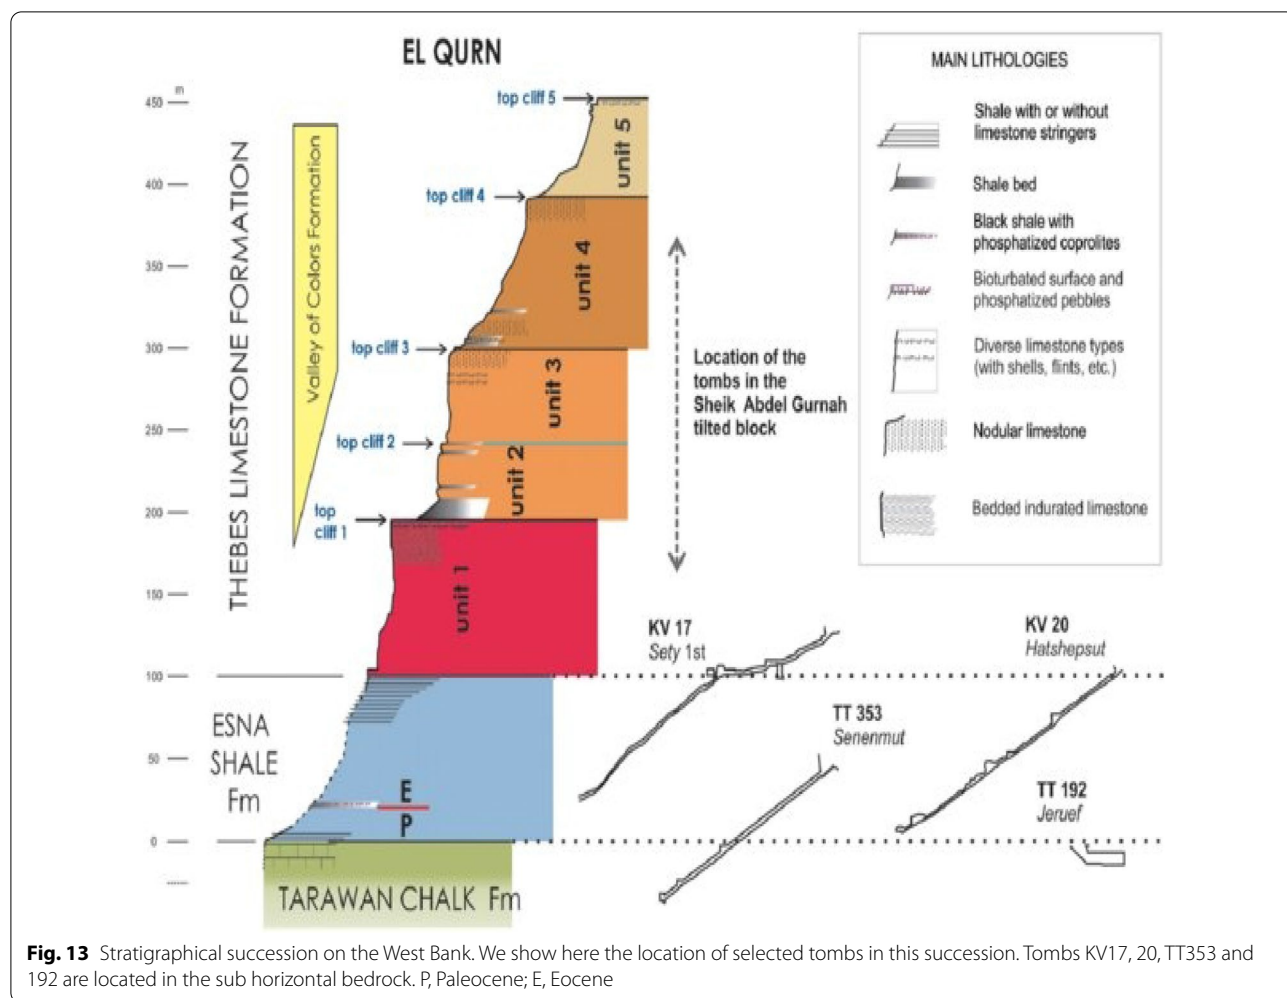 EL QURN
m
450
400
350
300
250
200
150
100
50
0
THEBES LIMESTONE FORMATION
Valley of Colors Formation
top cliff 5
top cliff 4
top cliff 3
top cliff 2
top
cliff 1
unit 5
unit 4
unit 3
unit 2
unit 1
ESNA
SHALE
Fm
E
P
TARAWAN CHALK Fm
Location of the
tombs in the
Sheik Abdel Gurnah
tilted block
MAIN LITHOLOGIES
Shale with or without
limestone stringers
Shale bed
Black shale with
phosphatized coprolites
Bioturbated surface and
phosphatized pebbles
Diverse limestone types
(with shells, flints, etc.)
Nodular limestone
Bedded indurated limestone
KV 17
Sety 1st
KV 20
Hatshepsut
TT 353
Senenmut
TT 192
Jeruef
Fig. 13 Stratigraphical succession on the West Bank. We show here the location of selected tombs in this succession. Tombs KV17, 20, TT353 and
192 are located in the sub horizontal bedrock. P, Paleocene; E, Eocene